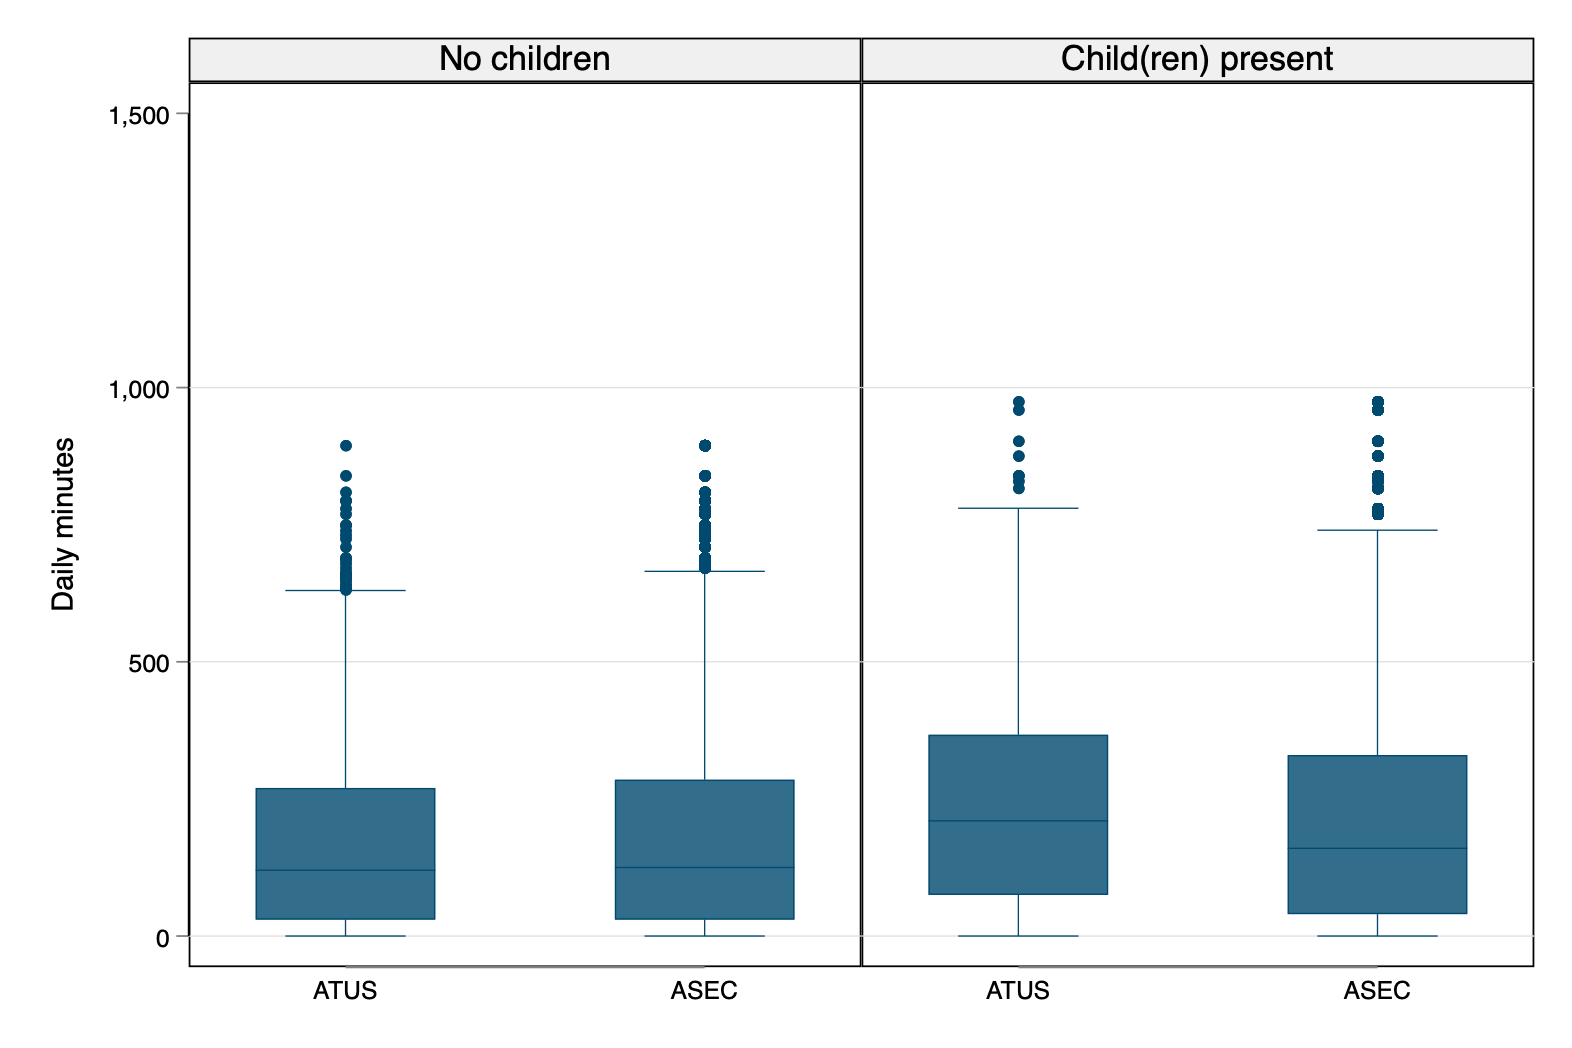 No children
Child(ren) present
1,500
1,000
500
0
Daily minutes
ATUS
ASEC
ATUS
ASEC